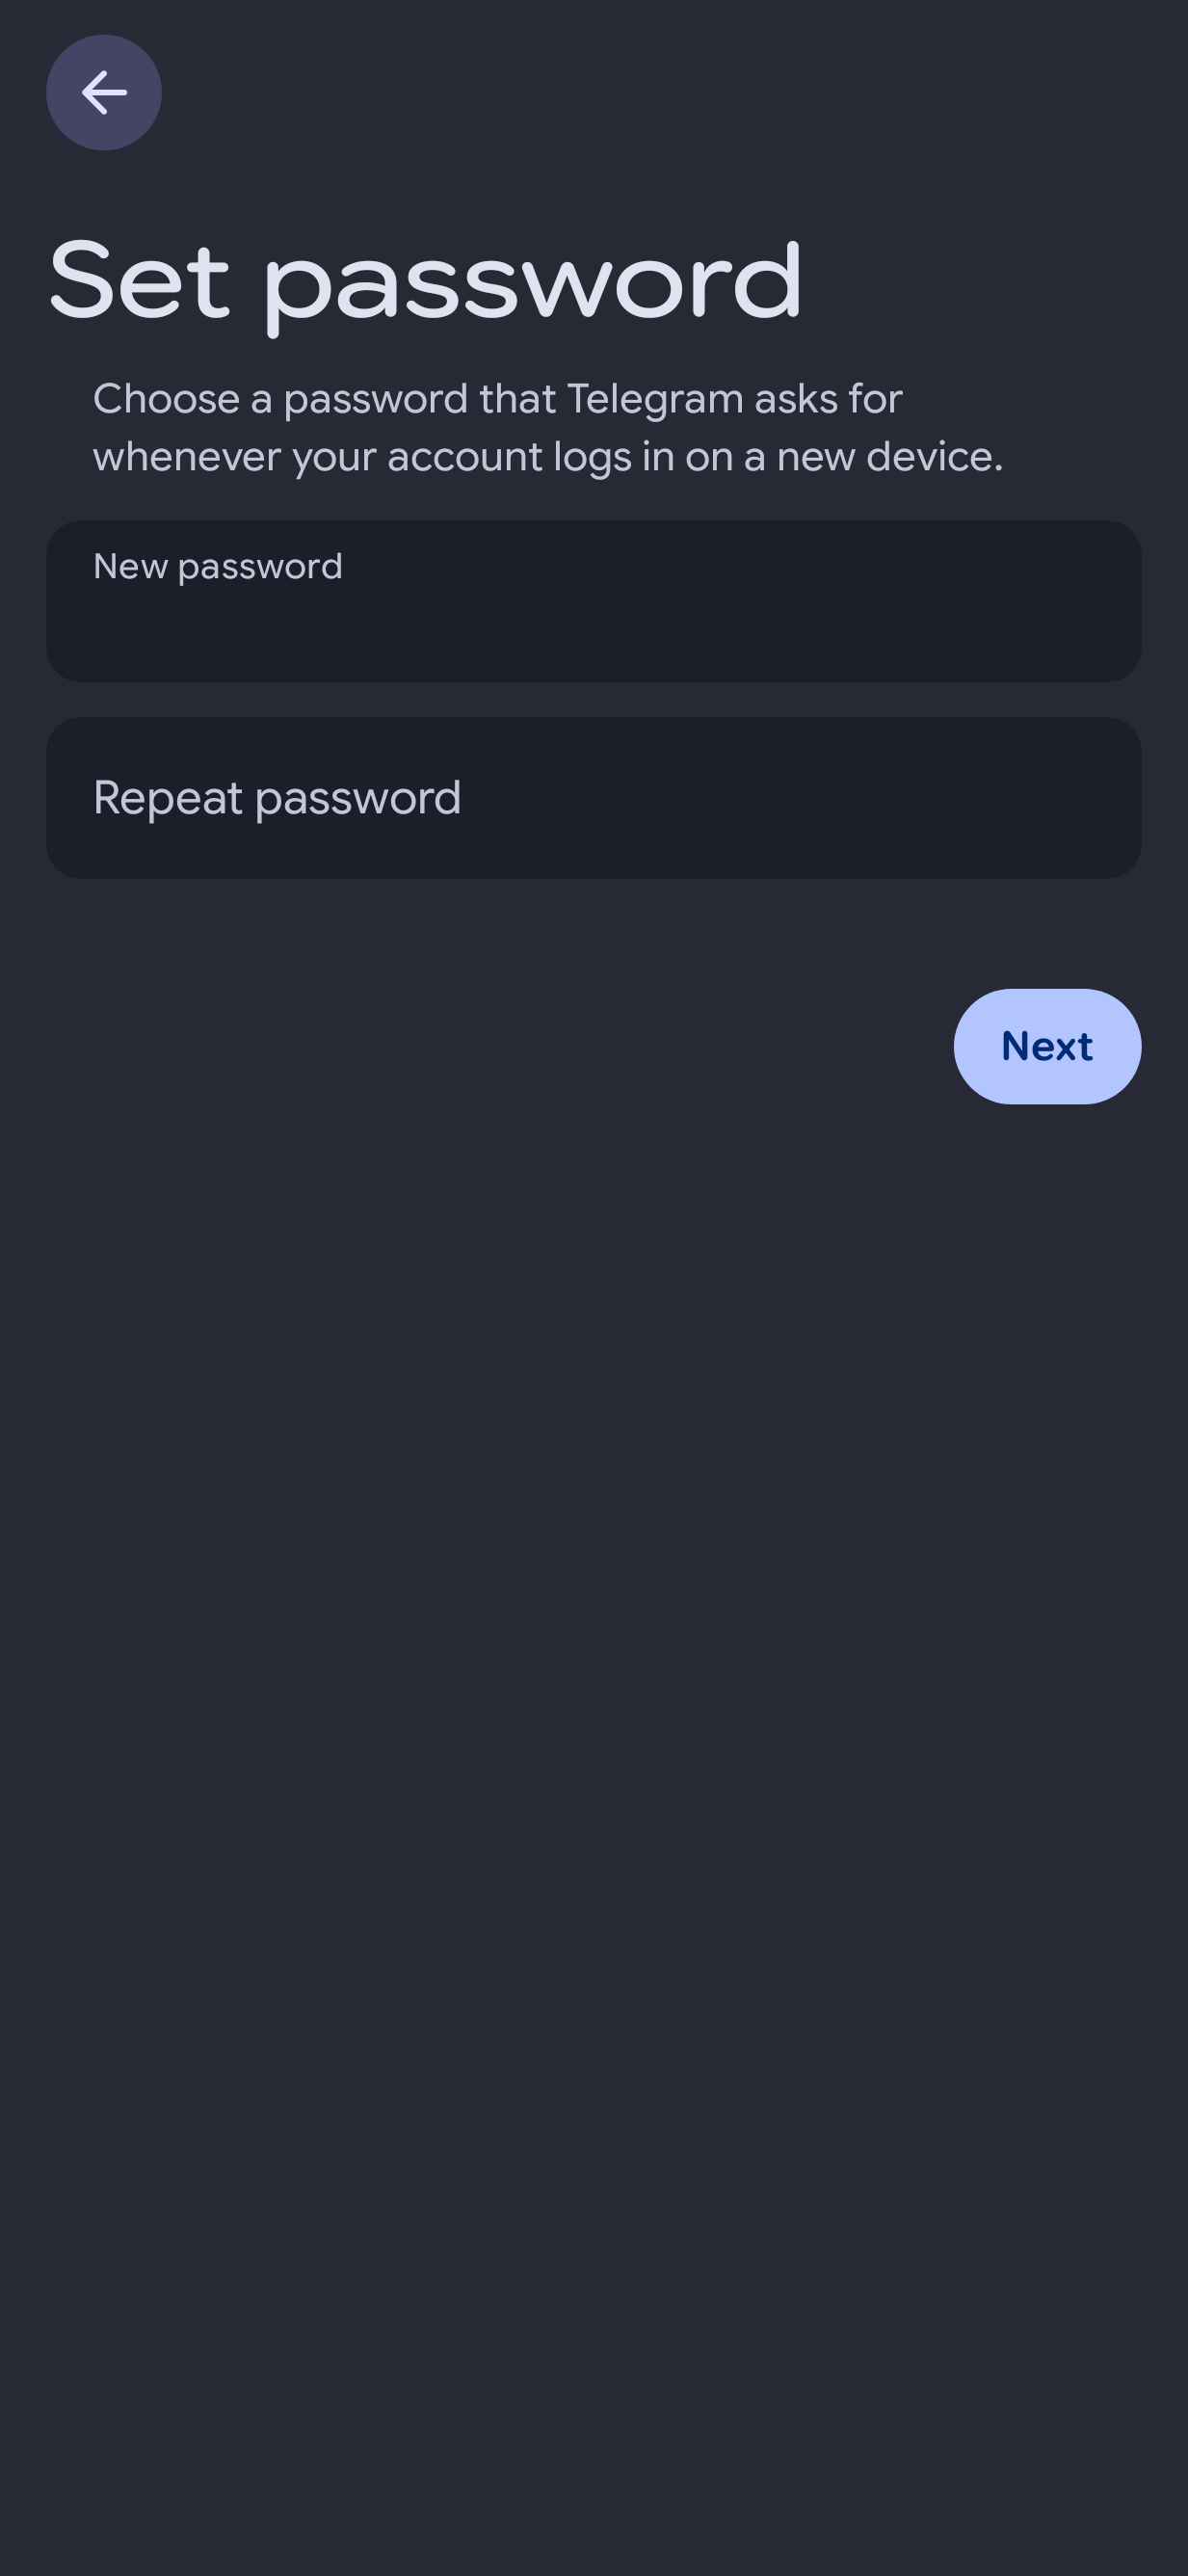 Set password
Choose a password that Telegram asks for
whenever your account logs in on a new device.
New password
Repeat password
Next